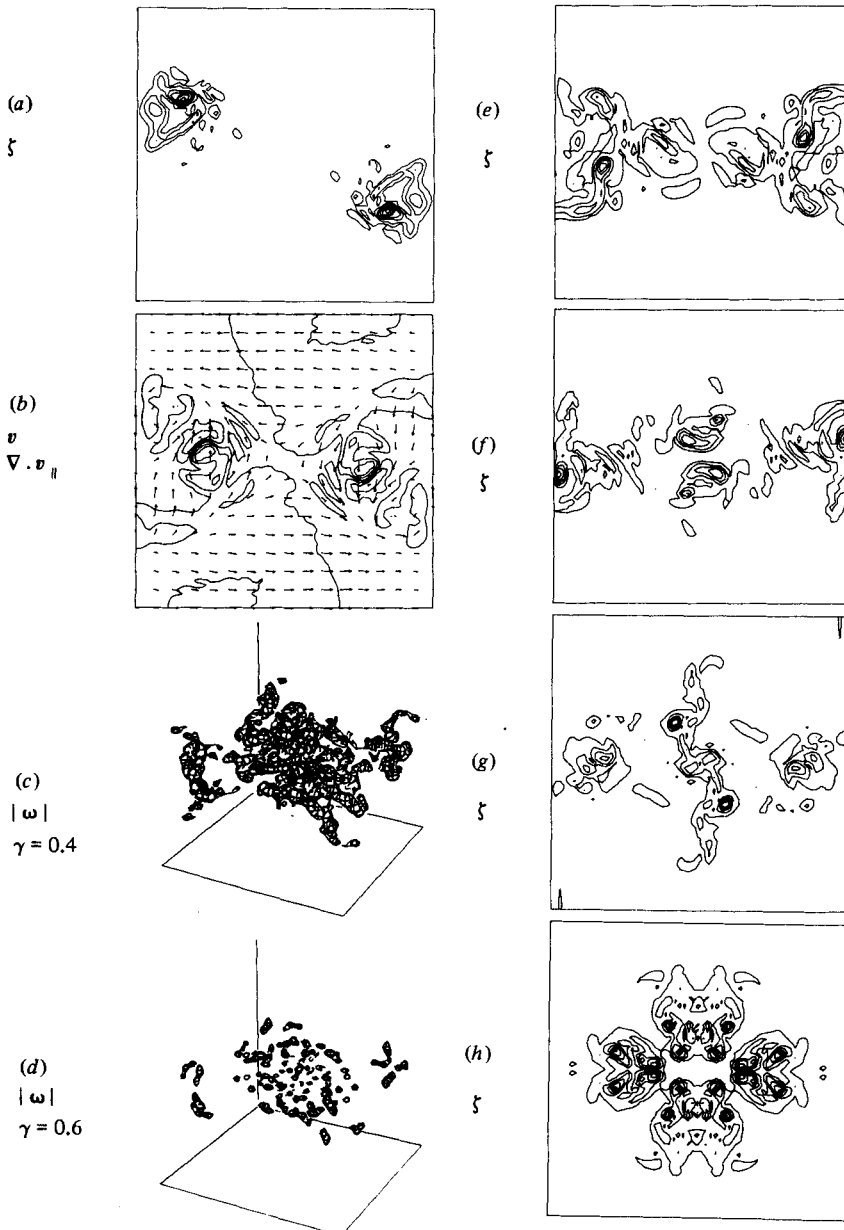 (a)
ζ
(b)
v
∇ . v ∥
(c)
| ω |
γ = 0.4
(d)
| ω |
γ = 0.6
(e)
ζ
(f)
ζ
(g)
ζ
(h)
ζ